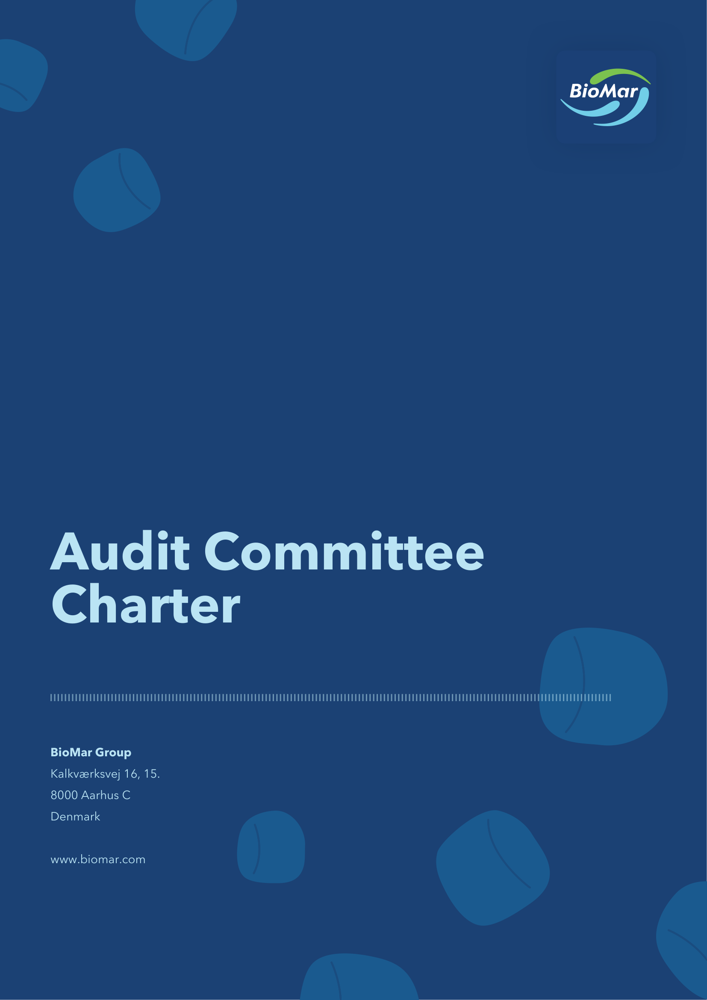 BioMar
Audit Committee
Charter
BioMar Group
Kalkværksvej 16, 15.
8000 Aarhus C
Denmark
www.biomar.com